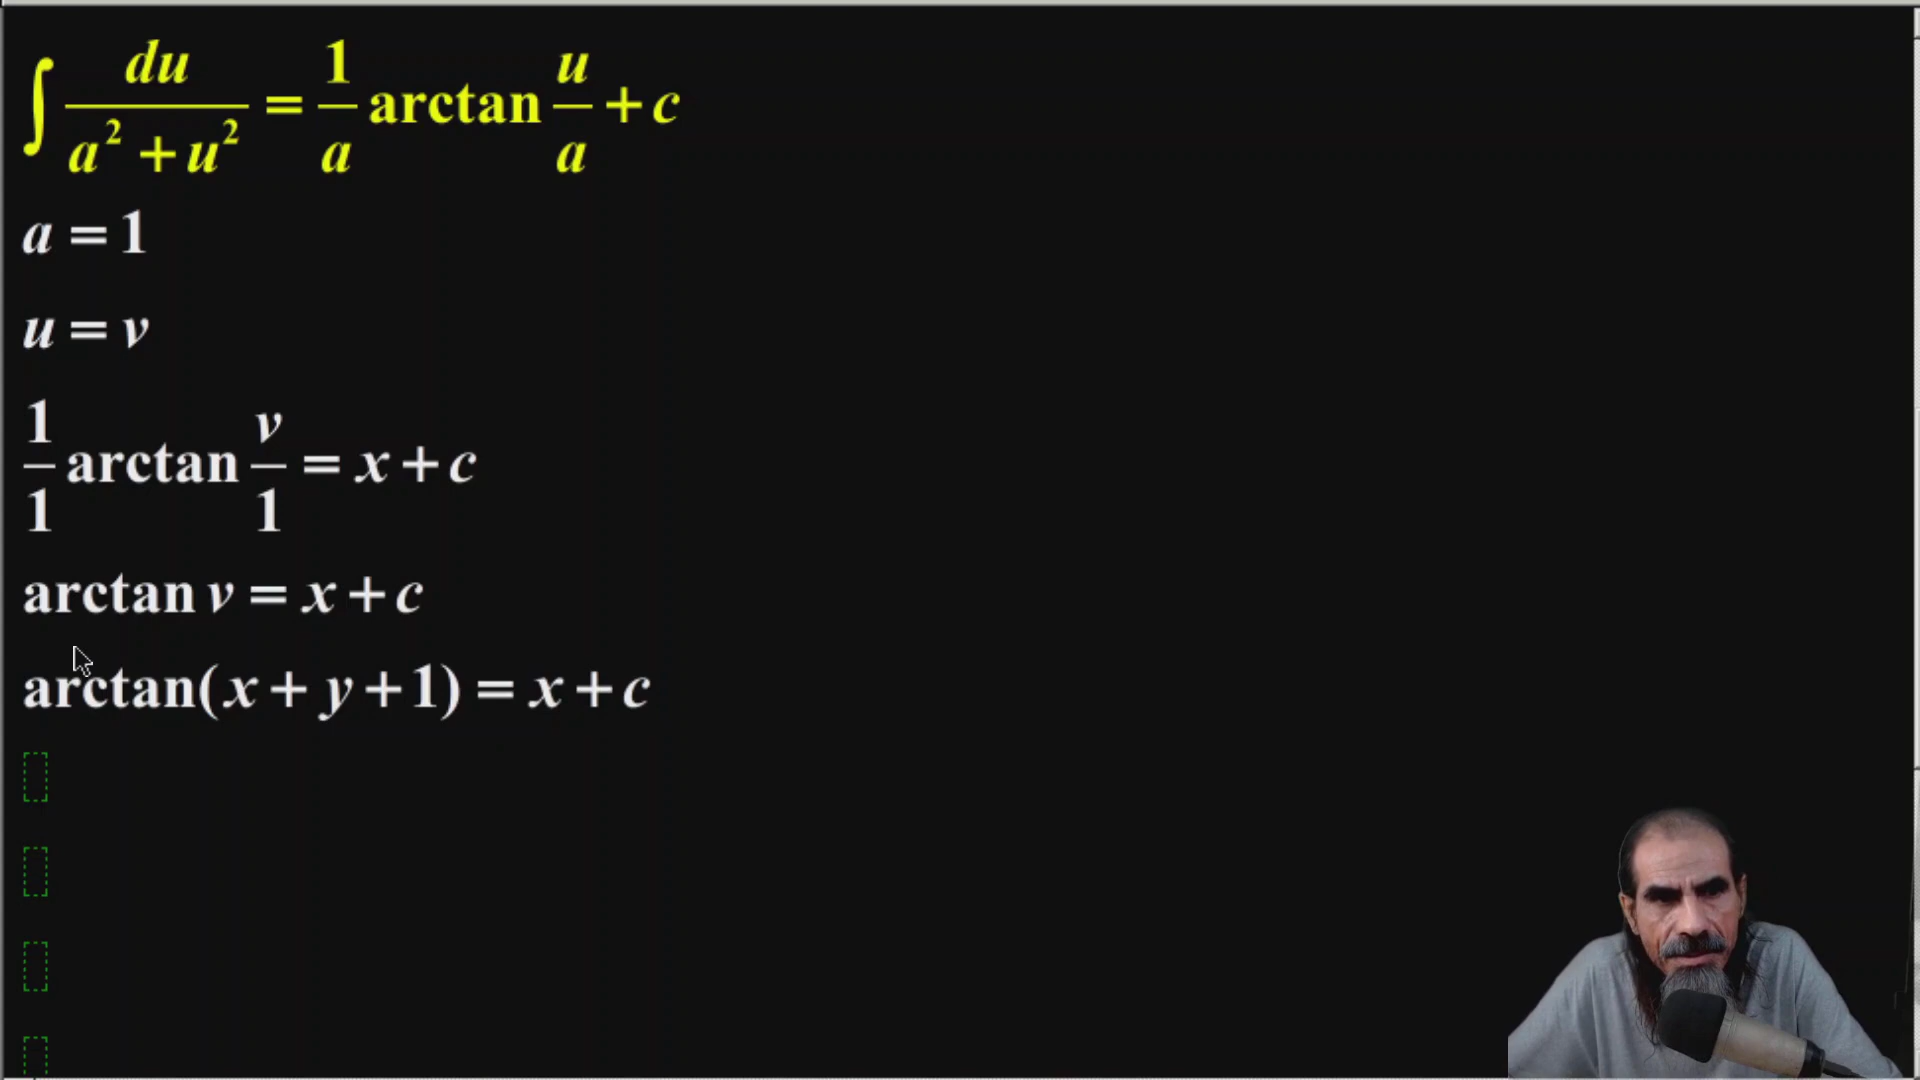 ∫ du/(a² + u²) = 1/a arctan u/a + c
a = 1
u = v
1/1 arctan v/1 = x + c
arctan v = x + c
arctan(x + y + 1) = x + c